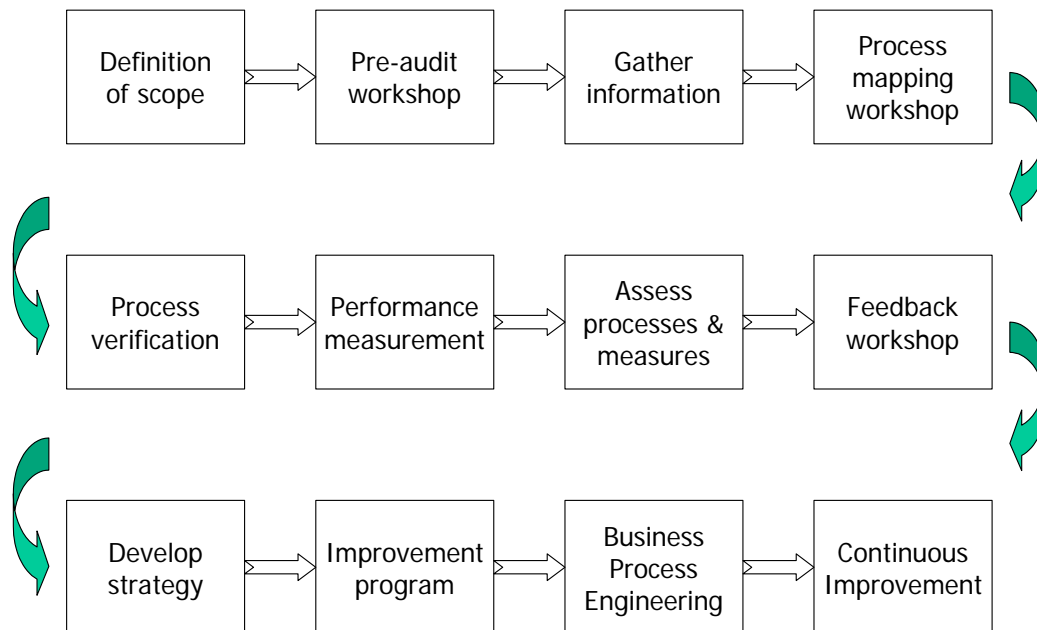 Definition
of scope
Pre-audit
workshop
Gather
information
Process
mapping
workshop
Process
verification
Performance
measurement
Assess
processes &
measures
Feedback
workshop
Develop
strategy
Improvement
program
Business
Process
Engineering
Continuous
Improvement